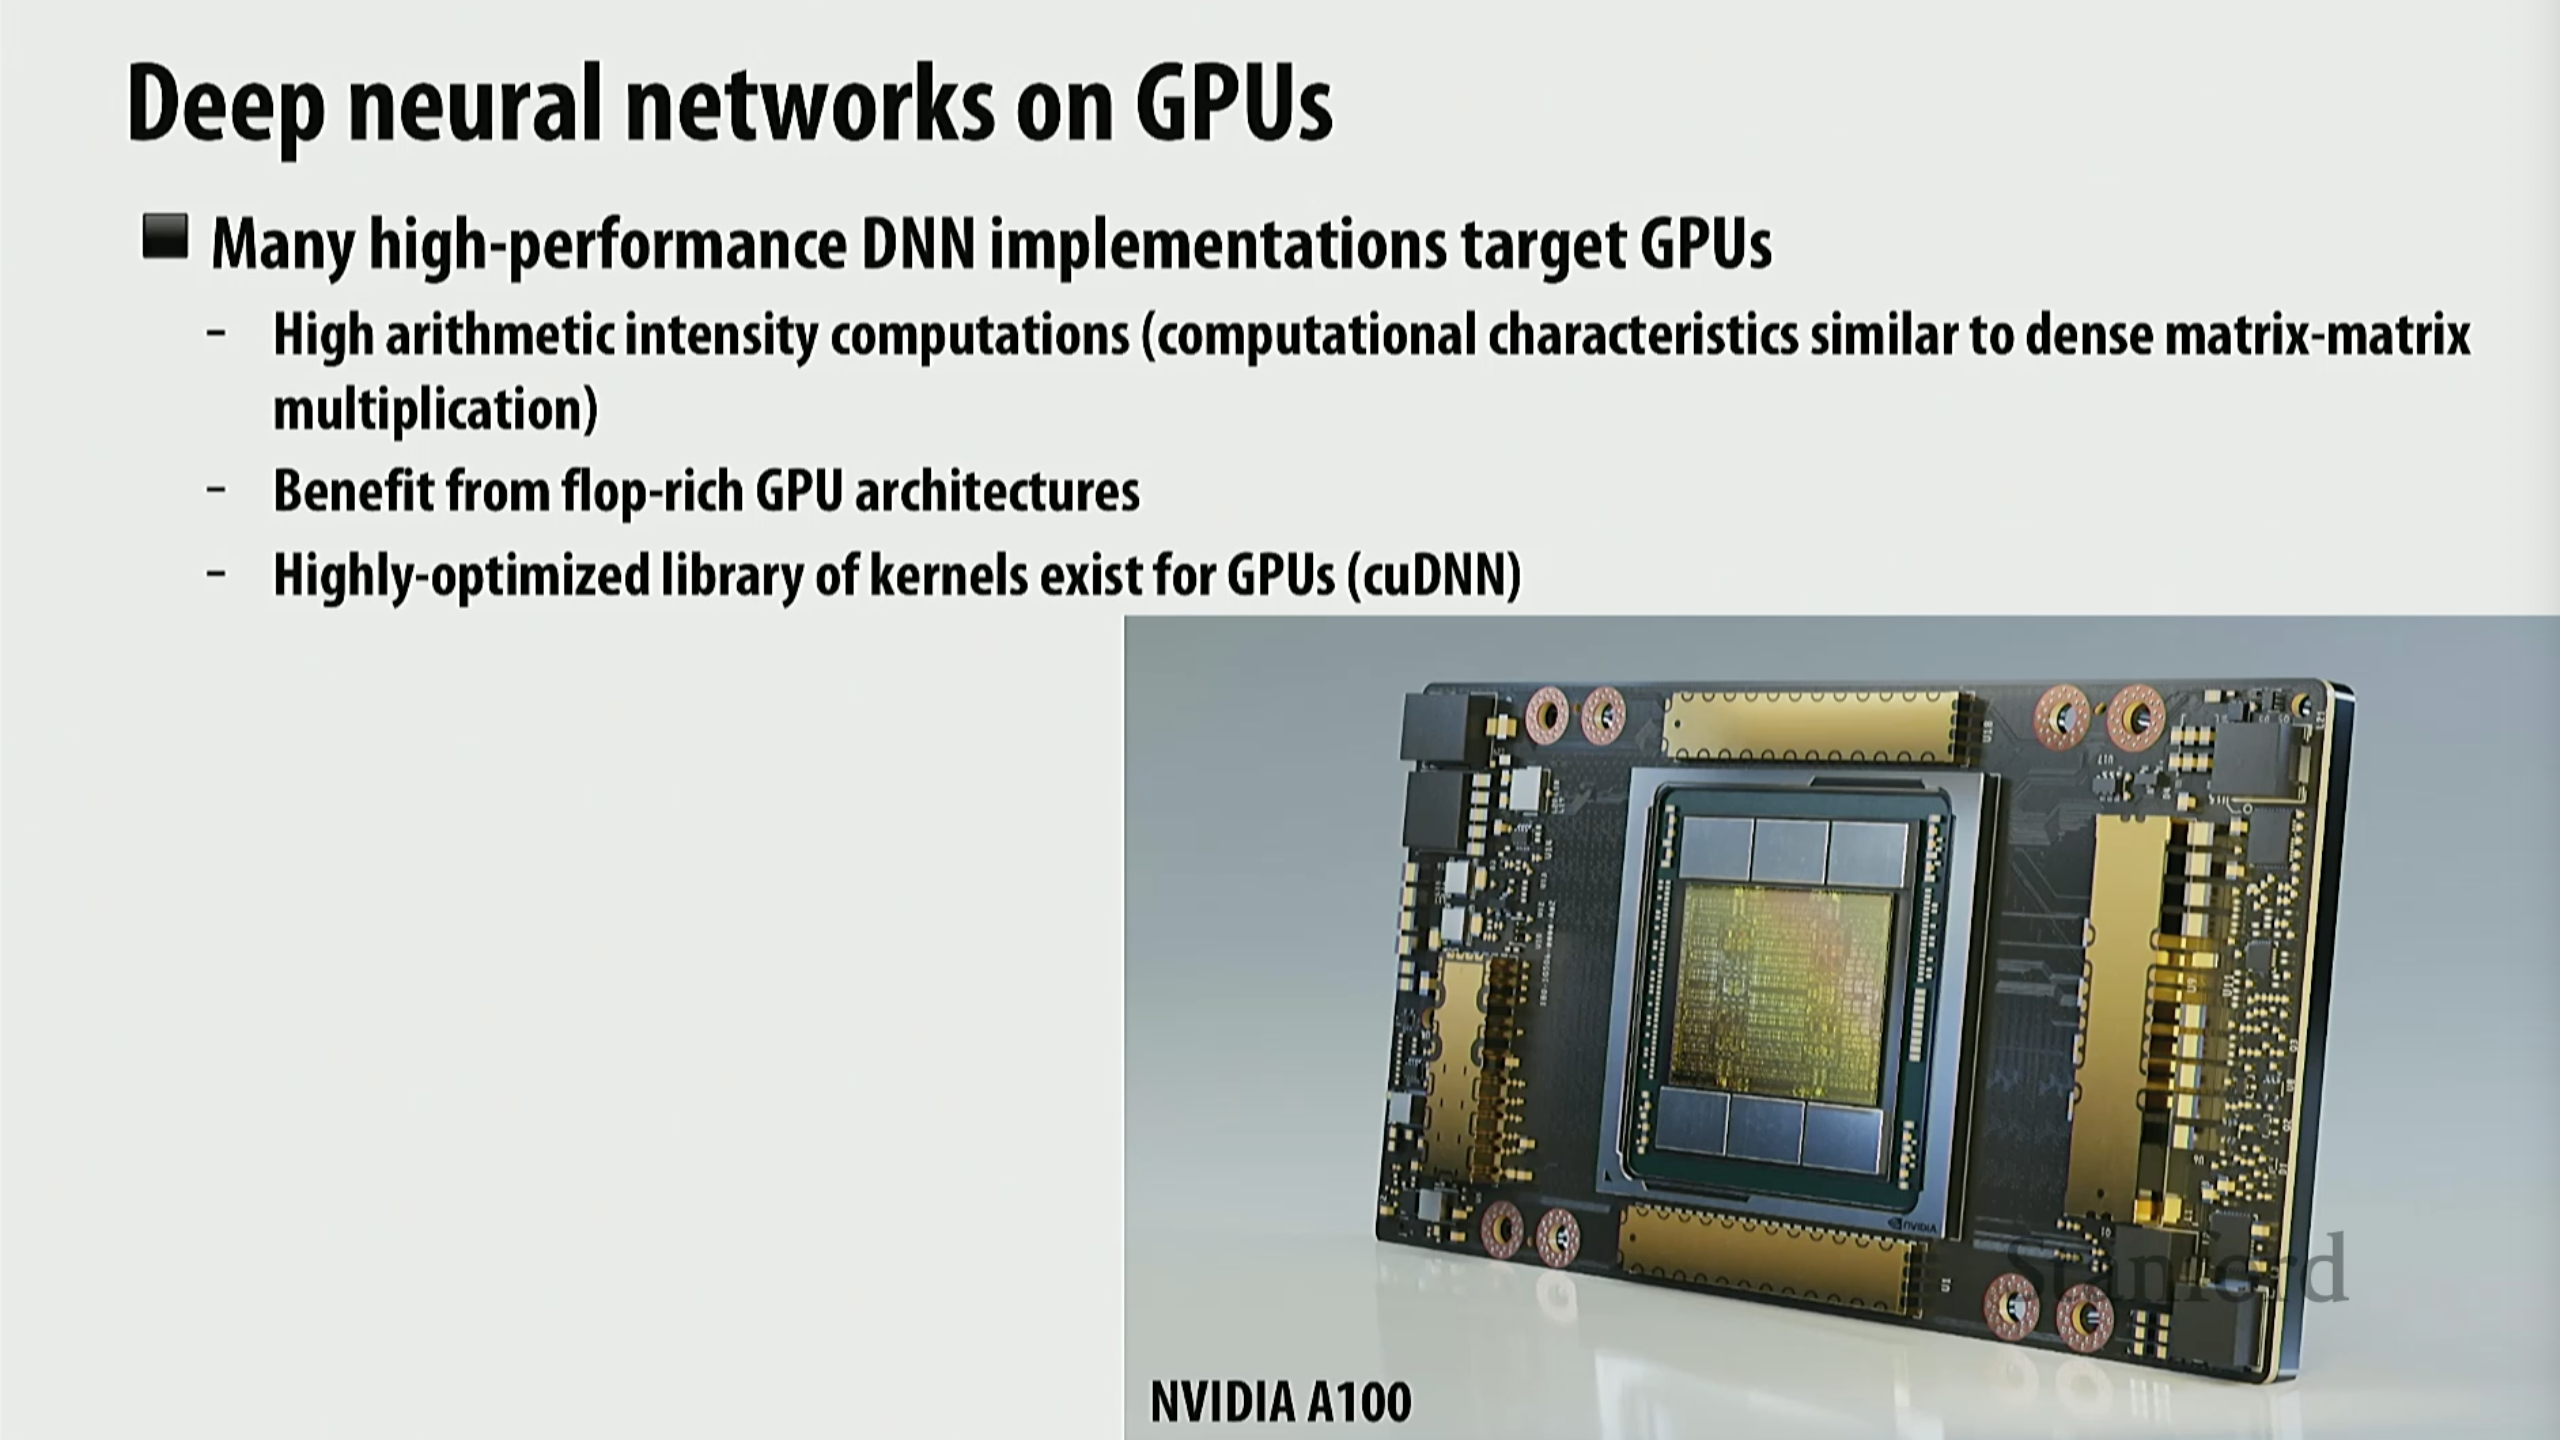 Deep neural networks on GPUs
Many high-performance DNN implementations target GPUs
- High arithmetic intensity computations (computational characteristics similar to dense matrix-matrix
multiplication)
- Benefit from flop-rich GPU architectures
- Highly-optimized library of kernels exist for GPUs (cuDNN)
NVIDIA
Stanford
NVIDIA A100